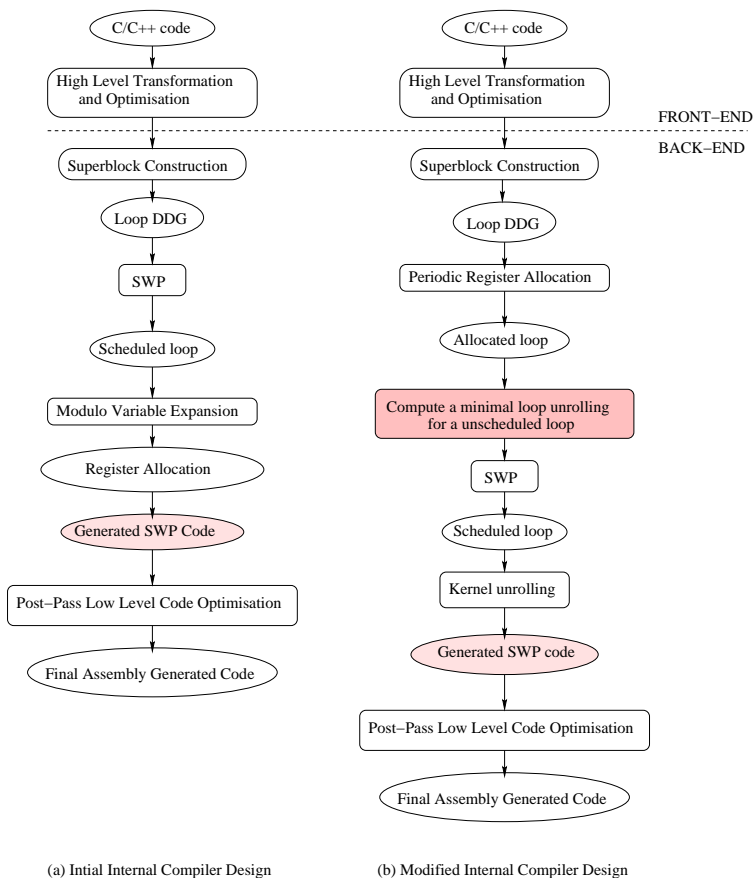 C/C++ code
High Level Transformation
and Optimisation
Superblock Construction
Loop DDG
SWP
Scheduled loop
Modulo Variable Expansion
Register Allocation
Generated SWP Code
Post−Pass Low Level Code Optimisation
Final Assembly Generated Code
(a) Intial Internal Compiler Design
C/C++ code
High Level Transformation
and Optimisation
FRONT−END
BACK−END
Superblock Construction
Loop DDG
Periodic Register Allocation
Allocated loop
Compute a minimal loop unrolling
for a unscheduled loop
SWP
Scheduled loop
Kernel unrolling
Generated SWP code
Post−Pass Low Level Code Optimisation
Final Assembly Generated Code
(b) Modified Internal Compiler Design